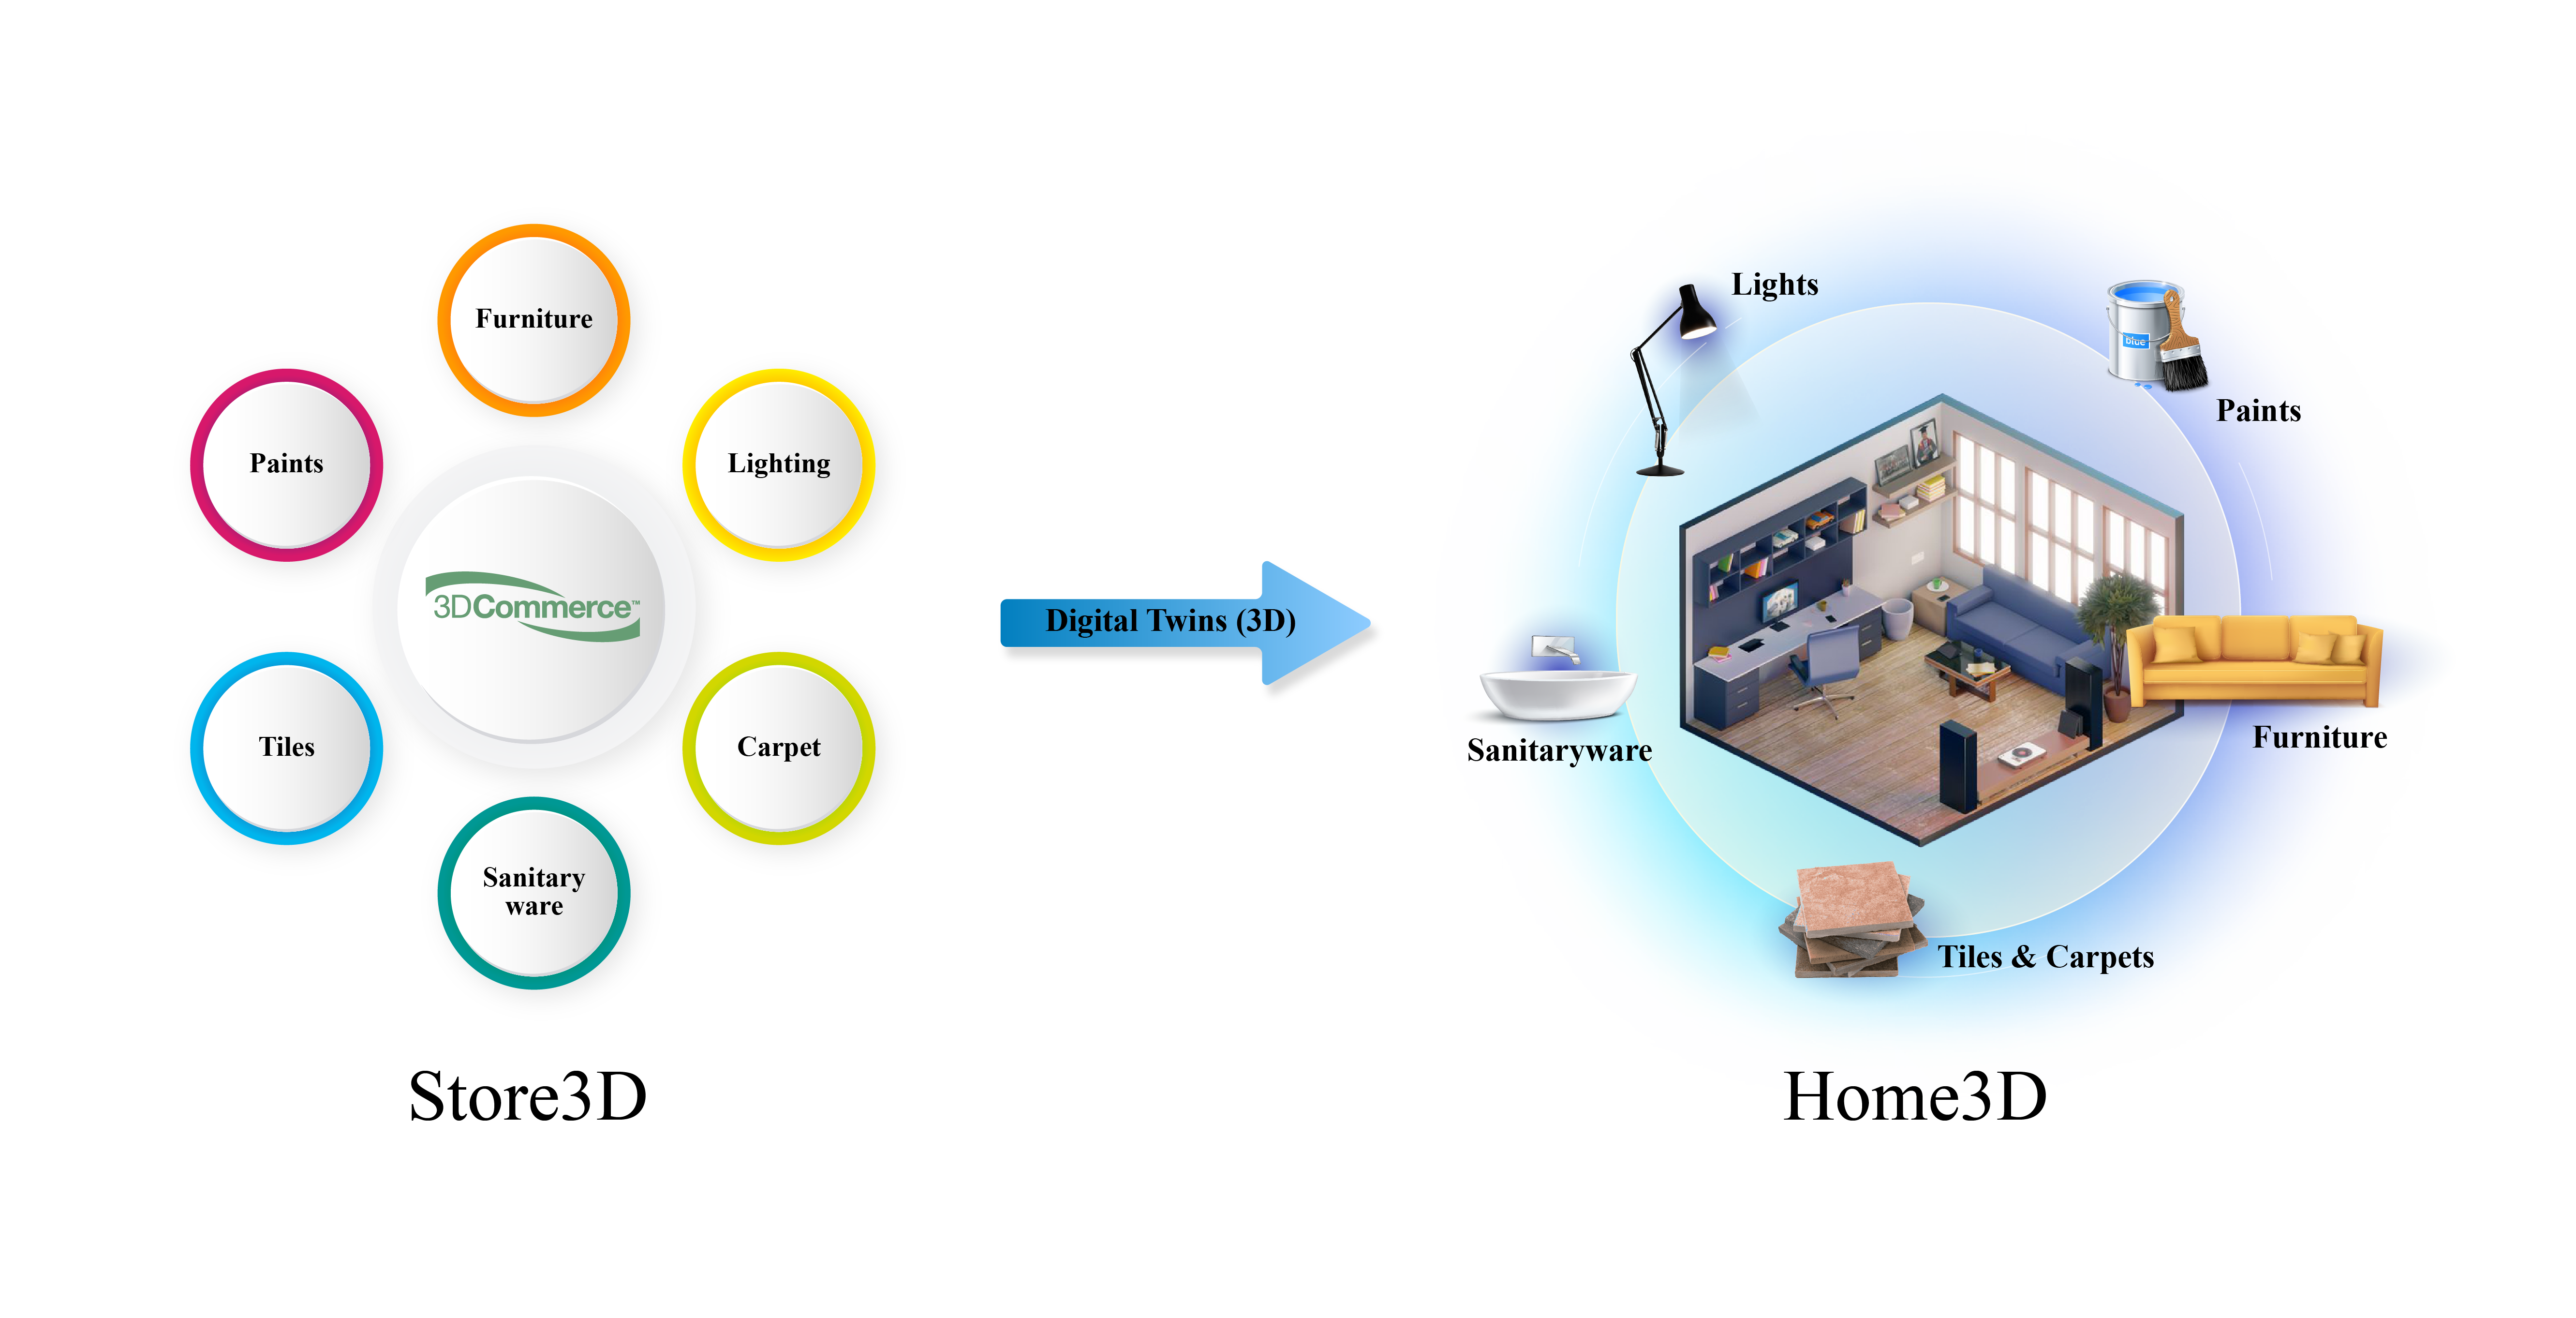 Furniture
Paints
Lighting
3DCommerce™
Tiles
Carpet
Sanitary
ware
Store3D
Digital Twins (3D)
Lights
blue
Paints
Sanitaryware
Furniture
Tiles & Carpets
Home3D